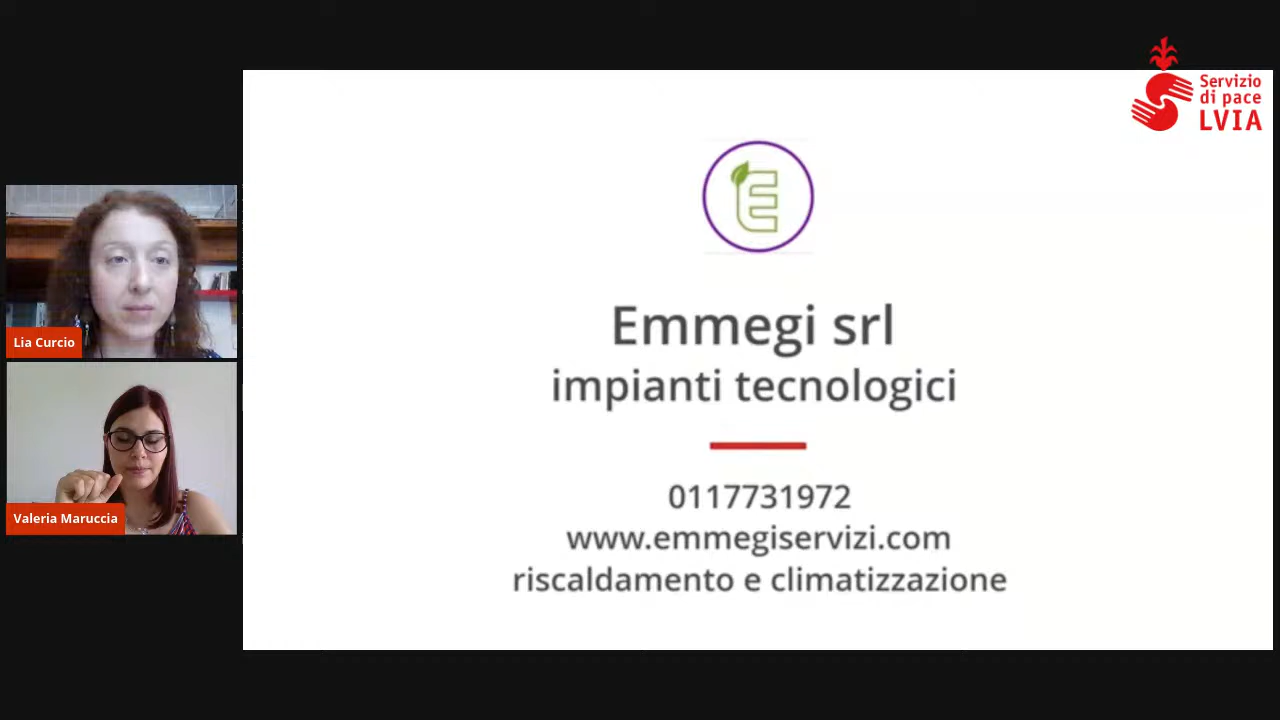 Servizio
di pace
LVIA
Emmegi srl
impianti tecnologici
0117731972
www.emmegiservizi.com
riscaldamento e climatizzazione
Lia Curcio
Valeria Maruccia